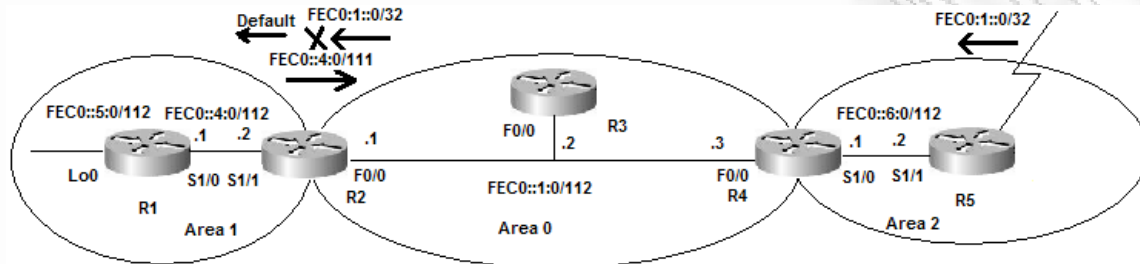 FEC0:1::0/32
FEC0:1::0/32
Default
FEC0::4:0/111
FEC0::5:0/112
FEC0::4:0/112
FEC0::6:0/112
.1
.2
F0/0
R3
.1
.2
.3
.1
.2
Lo0
S1/0
S1/1
F0/0
F0/0
S1/0
S1/1
R1
R2
FEC0::1:0/112
R4
R5
Area 1
Area 0
Area 2